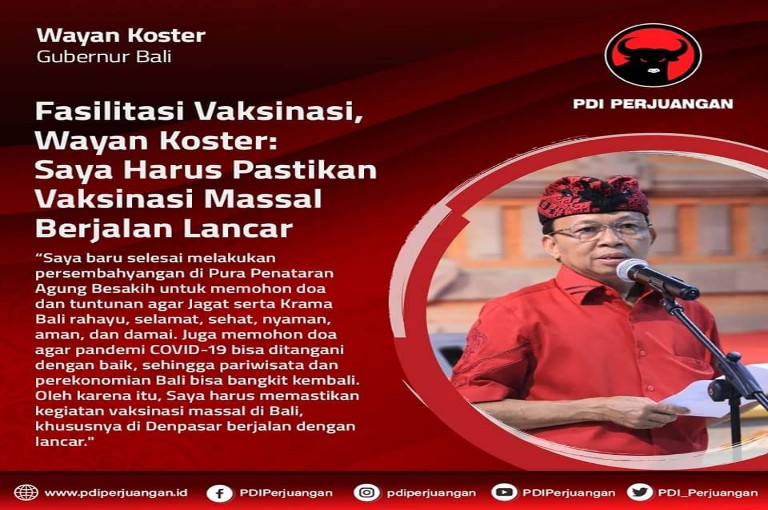 Wayan Koster
Gubernur Bali
PDI PERJUANGAN
Fasilitasi Vaksinasi,
Wayan Koster:
Saya Harus Pastikan
Vaksinasi Massal
Berjalan Lancar
“Saya baru selesai melakukan
persembahyangan di Pura Penataran
Agung Besakih untuk memohon doa
dan tuntunan agar Jagat serta Krama
Bali rahayu, selamat, sehat, nyaman,
aman, dan damai. Juga memohon doa
agar pandemi COVID-19 bisa ditangani
dengan baik, sehingga pariwisata dan
perekonomian Bali bisa bangkit kembali.
Oleh karena itu, Saya harus memastikan
kegiatan vaksinasi massal di Bali,
khususnya di Denpasar berjalan dengan
lancar."
www.pdiperjuangan.id PDIPerjuangan pdiperjuangan PDIPerjuangan PDI_Perjuangan